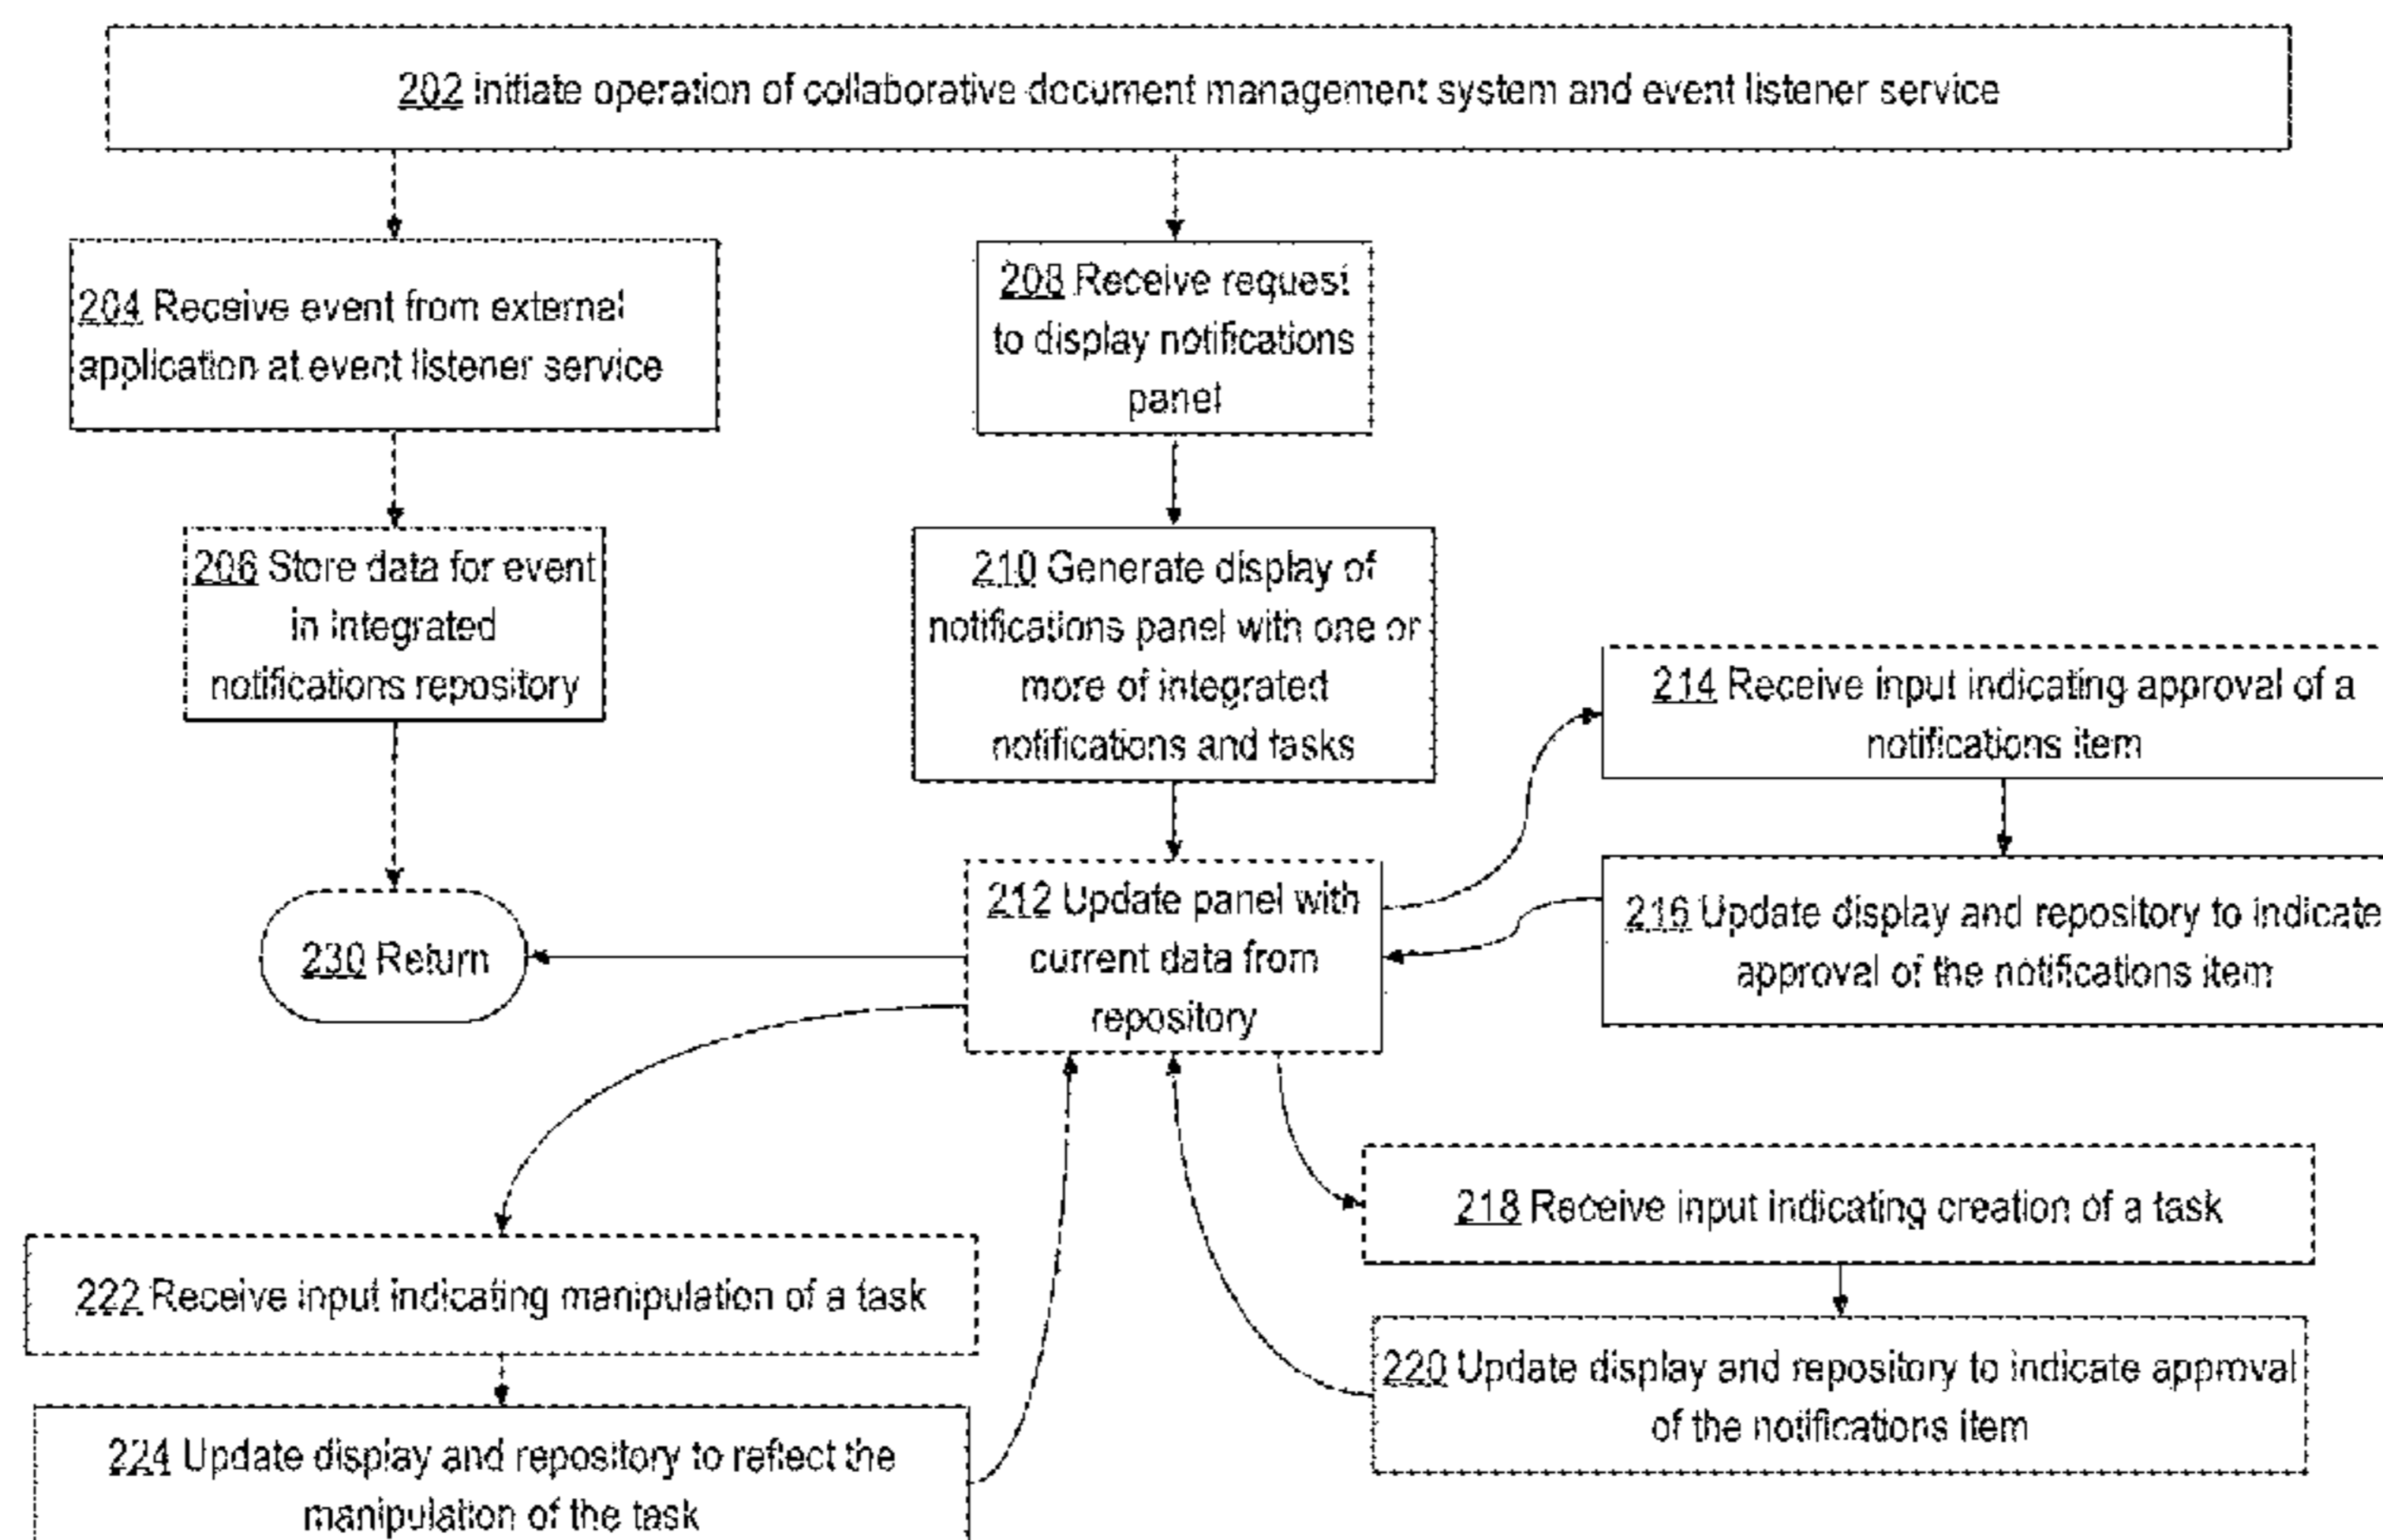 202 Initiate operation of collaborative document management system and event listener service
204 Receive event from external
application at event listener service
208 Receive request
to display notifications
panel
206 Store data for event
in integrated
notifications repository
210 Generate display of
notifications panel with one or
more of integrated
notifications and tasks
214 Receive input indicating approval of a
notifications item
212 Update panel with
current data from
repository
216 Update display and repository to indicate
approval of the notifications item
230 Return
218 Receive input indicating creation of a task
222 Receive input indicating manipulation of a task
220 Update display and repository to indicate approval
of the notifications item
224 Update display and repository to reflect the
manipulation of the task